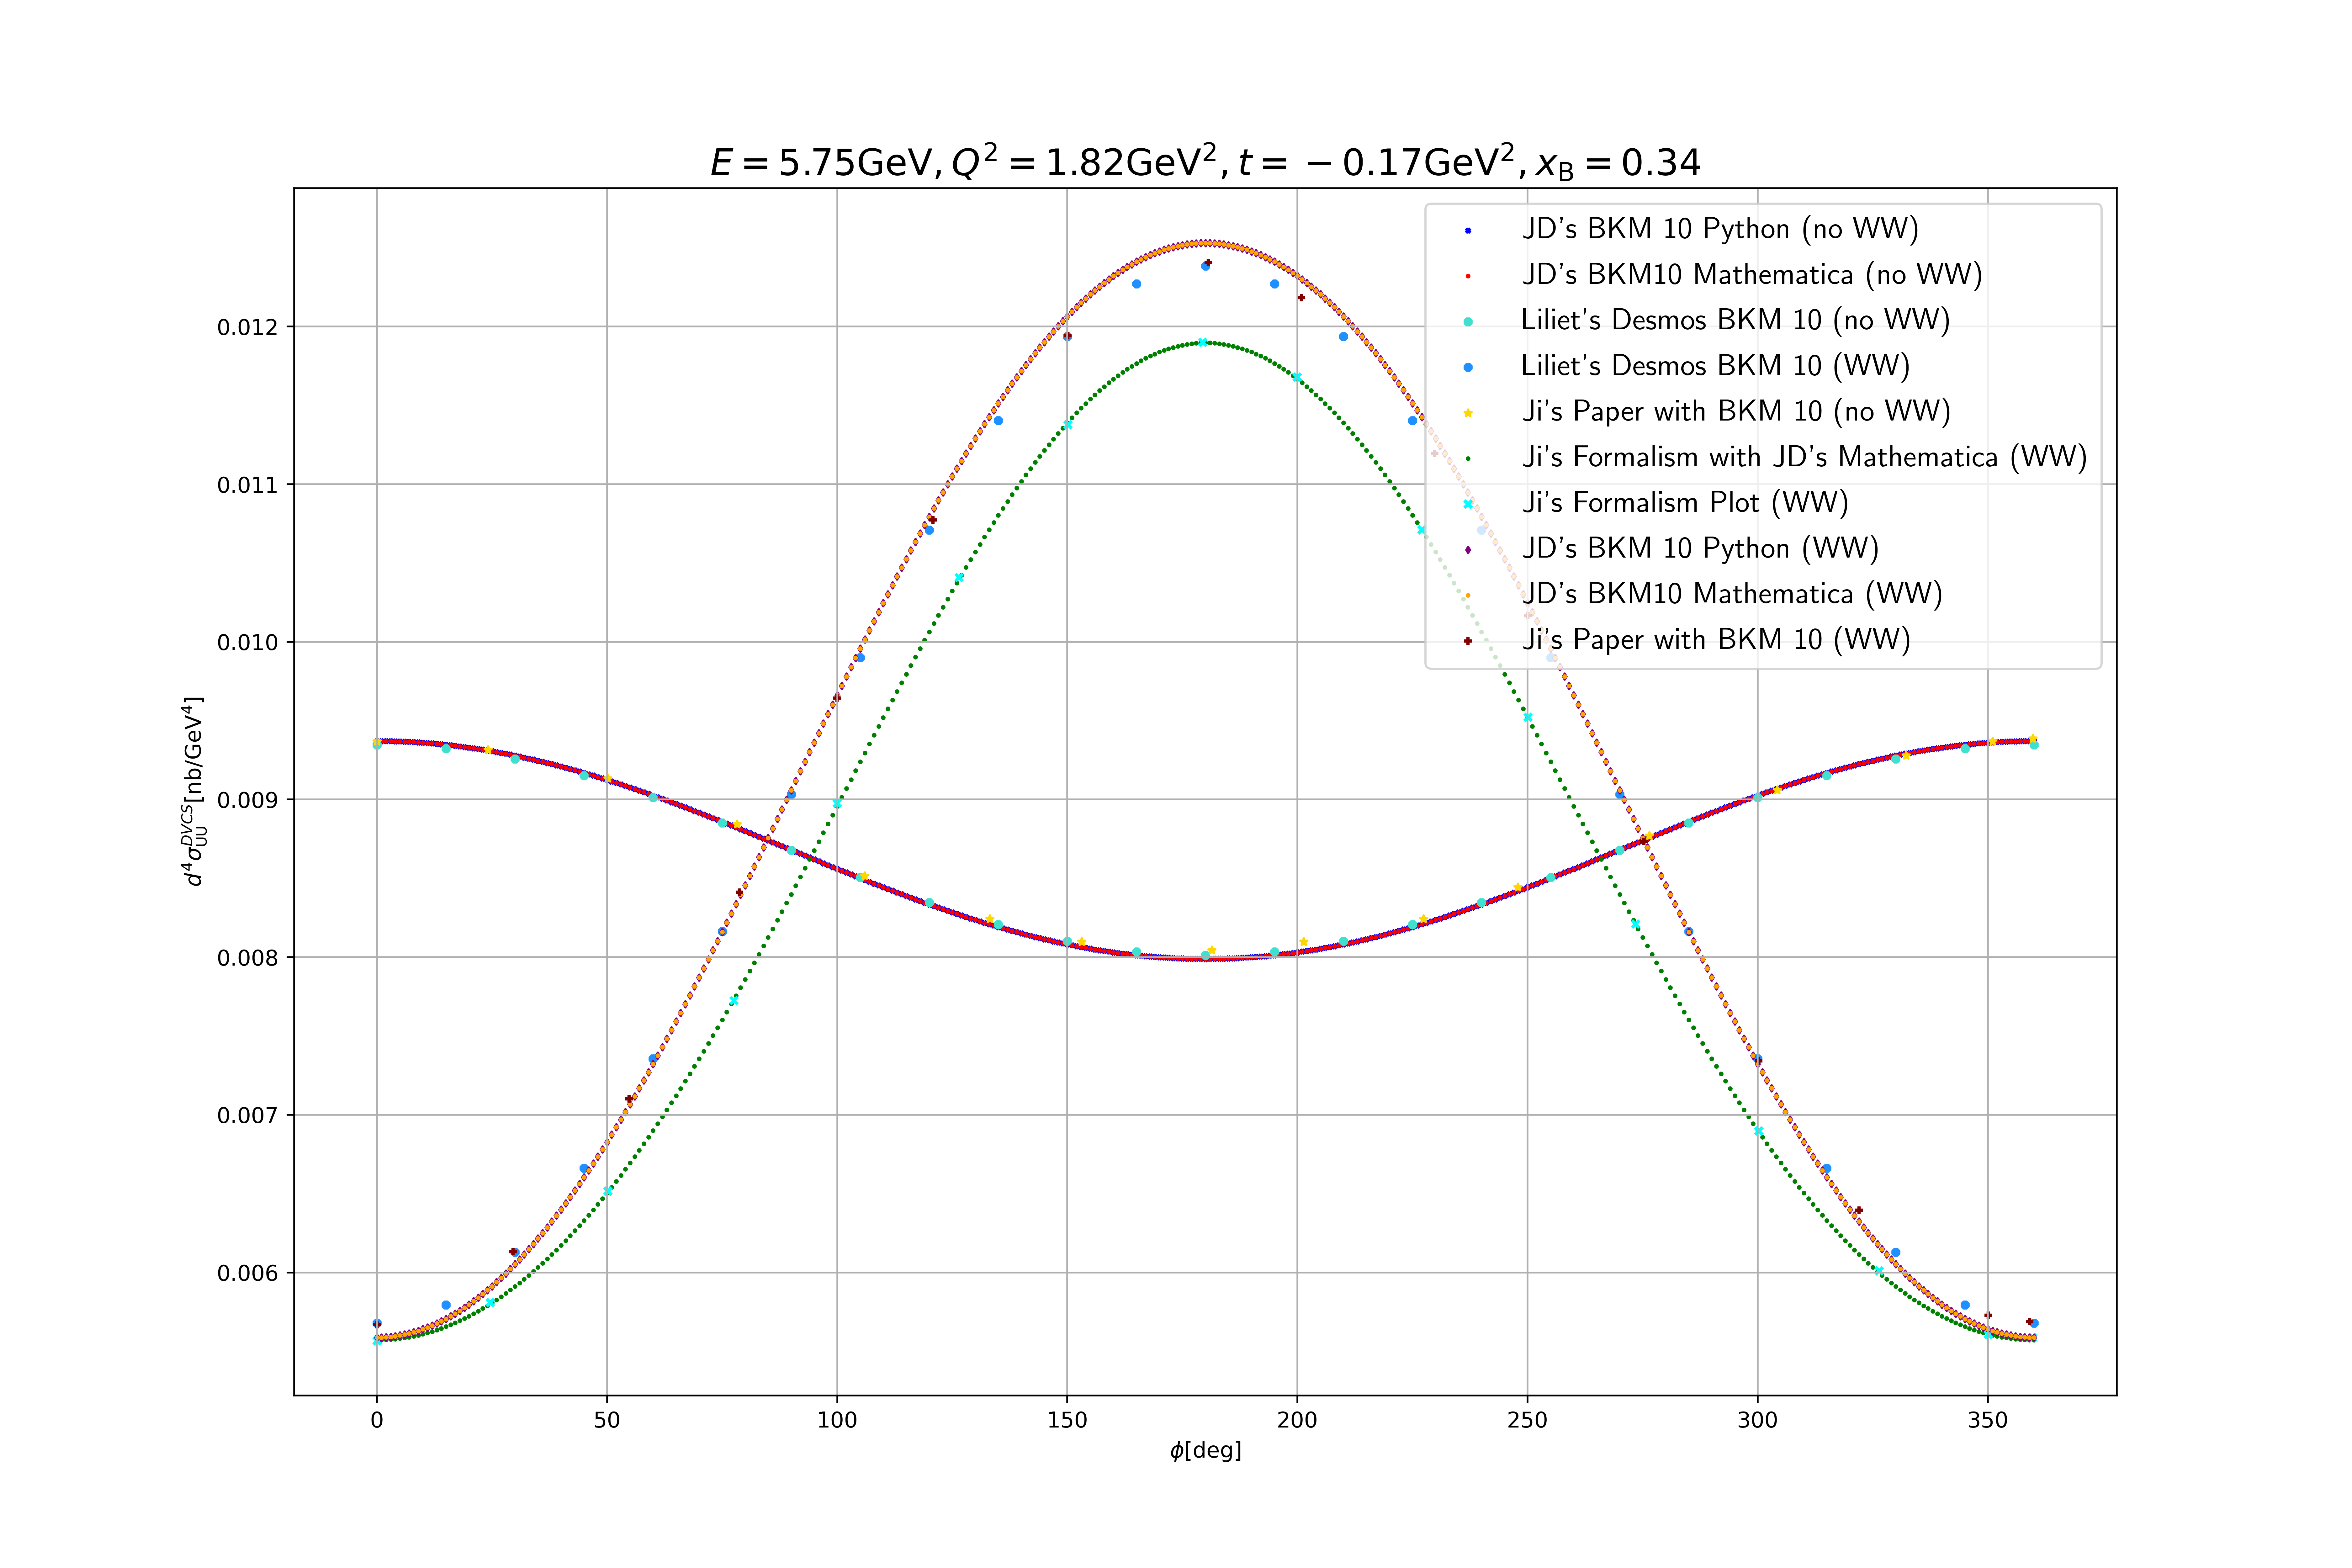 E = 5.75GeV, Q² = 1.82GeV², t = −0.17GeV², x_B = 0.34
JD's BKM 10 Python (no WW)
JD's BKM10 Mathematica (no WW)
Liliet's Desmos BKM 10 (no WW)
Liliet's Desmos BKM 10 (WW)
Ji's Paper with BKM 10 (no WW)
Ji's Formalism with JD's Mathematica (WW)
Ji's Formalism Plot (WW)
JD's BKM 10 Python (WW)
JD's BKM10 Mathematica (WW)
Ji's Paper with BKM 10 (WW)
0.012
0.011
0.010
0.009
0.008
0.007
0.006
d⁴σ_UU^DVCS[nb/GeV⁴]
0 50 100 150 200 250 300 350
ϕ[deg]